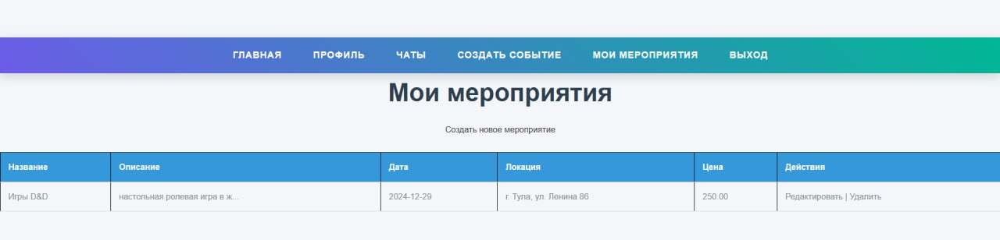 ГЛАВНАЯ ПРОФИЛЬ ЧАТЫ СОЗДАТЬ СОБЫТИЕ МОИ МЕРОПРИЯТИЯ ВЫХОД
Мои мероприятия
Создать новое мероприятие
Название Описание Дата Локация Цена Действия
Игры D&D настольная ролевая игра в ж... 2024-12-29 г. Тула, ул. Ленина 86 250.00 Редактировать | Удалить